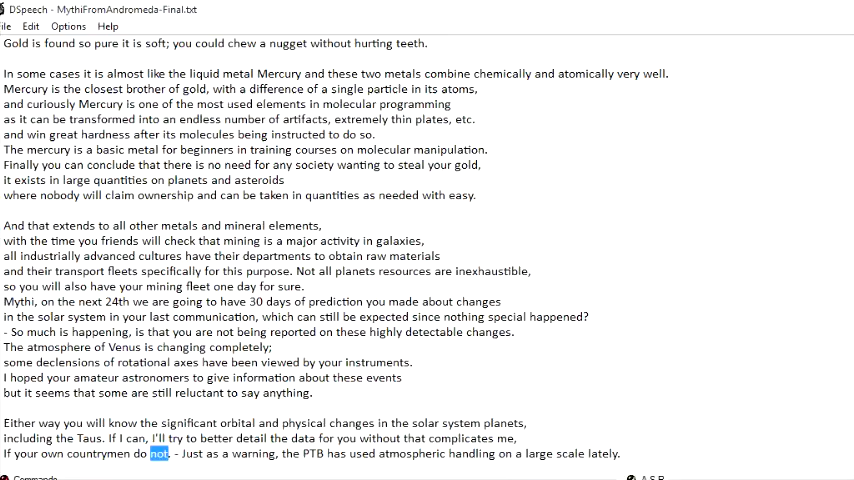 DSpeech - MythiFromAndromeda-Final.txt
ile Edit Options Help
Gold is found so pure it is soft; you could chew a nugget without hurting teeth.
In some cases it is almost like the liquid metal Mercury and these two metals combine chemically and atomically very well.
Mercury is the closest brother of gold, with a difference of a single particle in its atoms,
and curiously Mercury is one of the most used elements in molecular programming
as it can be transformed into an endless number of artifacts, extremely thin plates, etc.
and win great hardness after its molecules being instructed to do so.
The mercury is a basic metal for beginners in training courses on molecular manipulation.
Finally you can conclude that there is no need for any society wanting to steal your gold,
it exists in large quantities on planets and asteroids
where nobody will claim ownership and can be taken in quantities as needed with easy.
And that extends to all other metals and mineral elements,
with the time you friends will check that mining is a major activity in galaxies,
all industrially advanced cultures have their departments to obtain raw materials
and their transport fleets specifically for this purpose. Not all planets resources are inexhaustible,
so you will also have your mining fleet one day for sure.
Mythi, on the next 24th we are going to have 30 days of prediction you made about changes
in the solar system in your last communication, which can still be expected since nothing special happened?
- So much is happening, is that you are not being reported on these highly detectable changes.
The atmosphere of Venus is changing completely;
some declensions of rotational axes have been viewed by your instruments.
I hoped your amateur astronomers to give information about these events
but it seems that some are still reluctant to say anything.
Either way you will know the significant orbital and physical changes in the solar system planets,
including the Taus. If I can, I'll try to better detail the data for you without that complicates me,
If your own countrymen do not. - Just as a warning, the PTB has used atmospheric handling on a large scale lately.